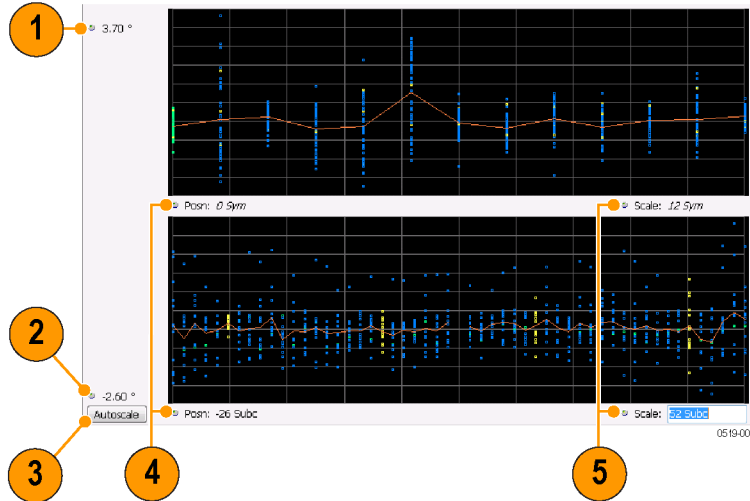 1
3.70 °
Posn: 0 Sym
Scale: 12 Sym
2
-2.60 °
Autoscale
Posn: -26 Subc
Scale: 52 Subc
0519-00
3
4
5